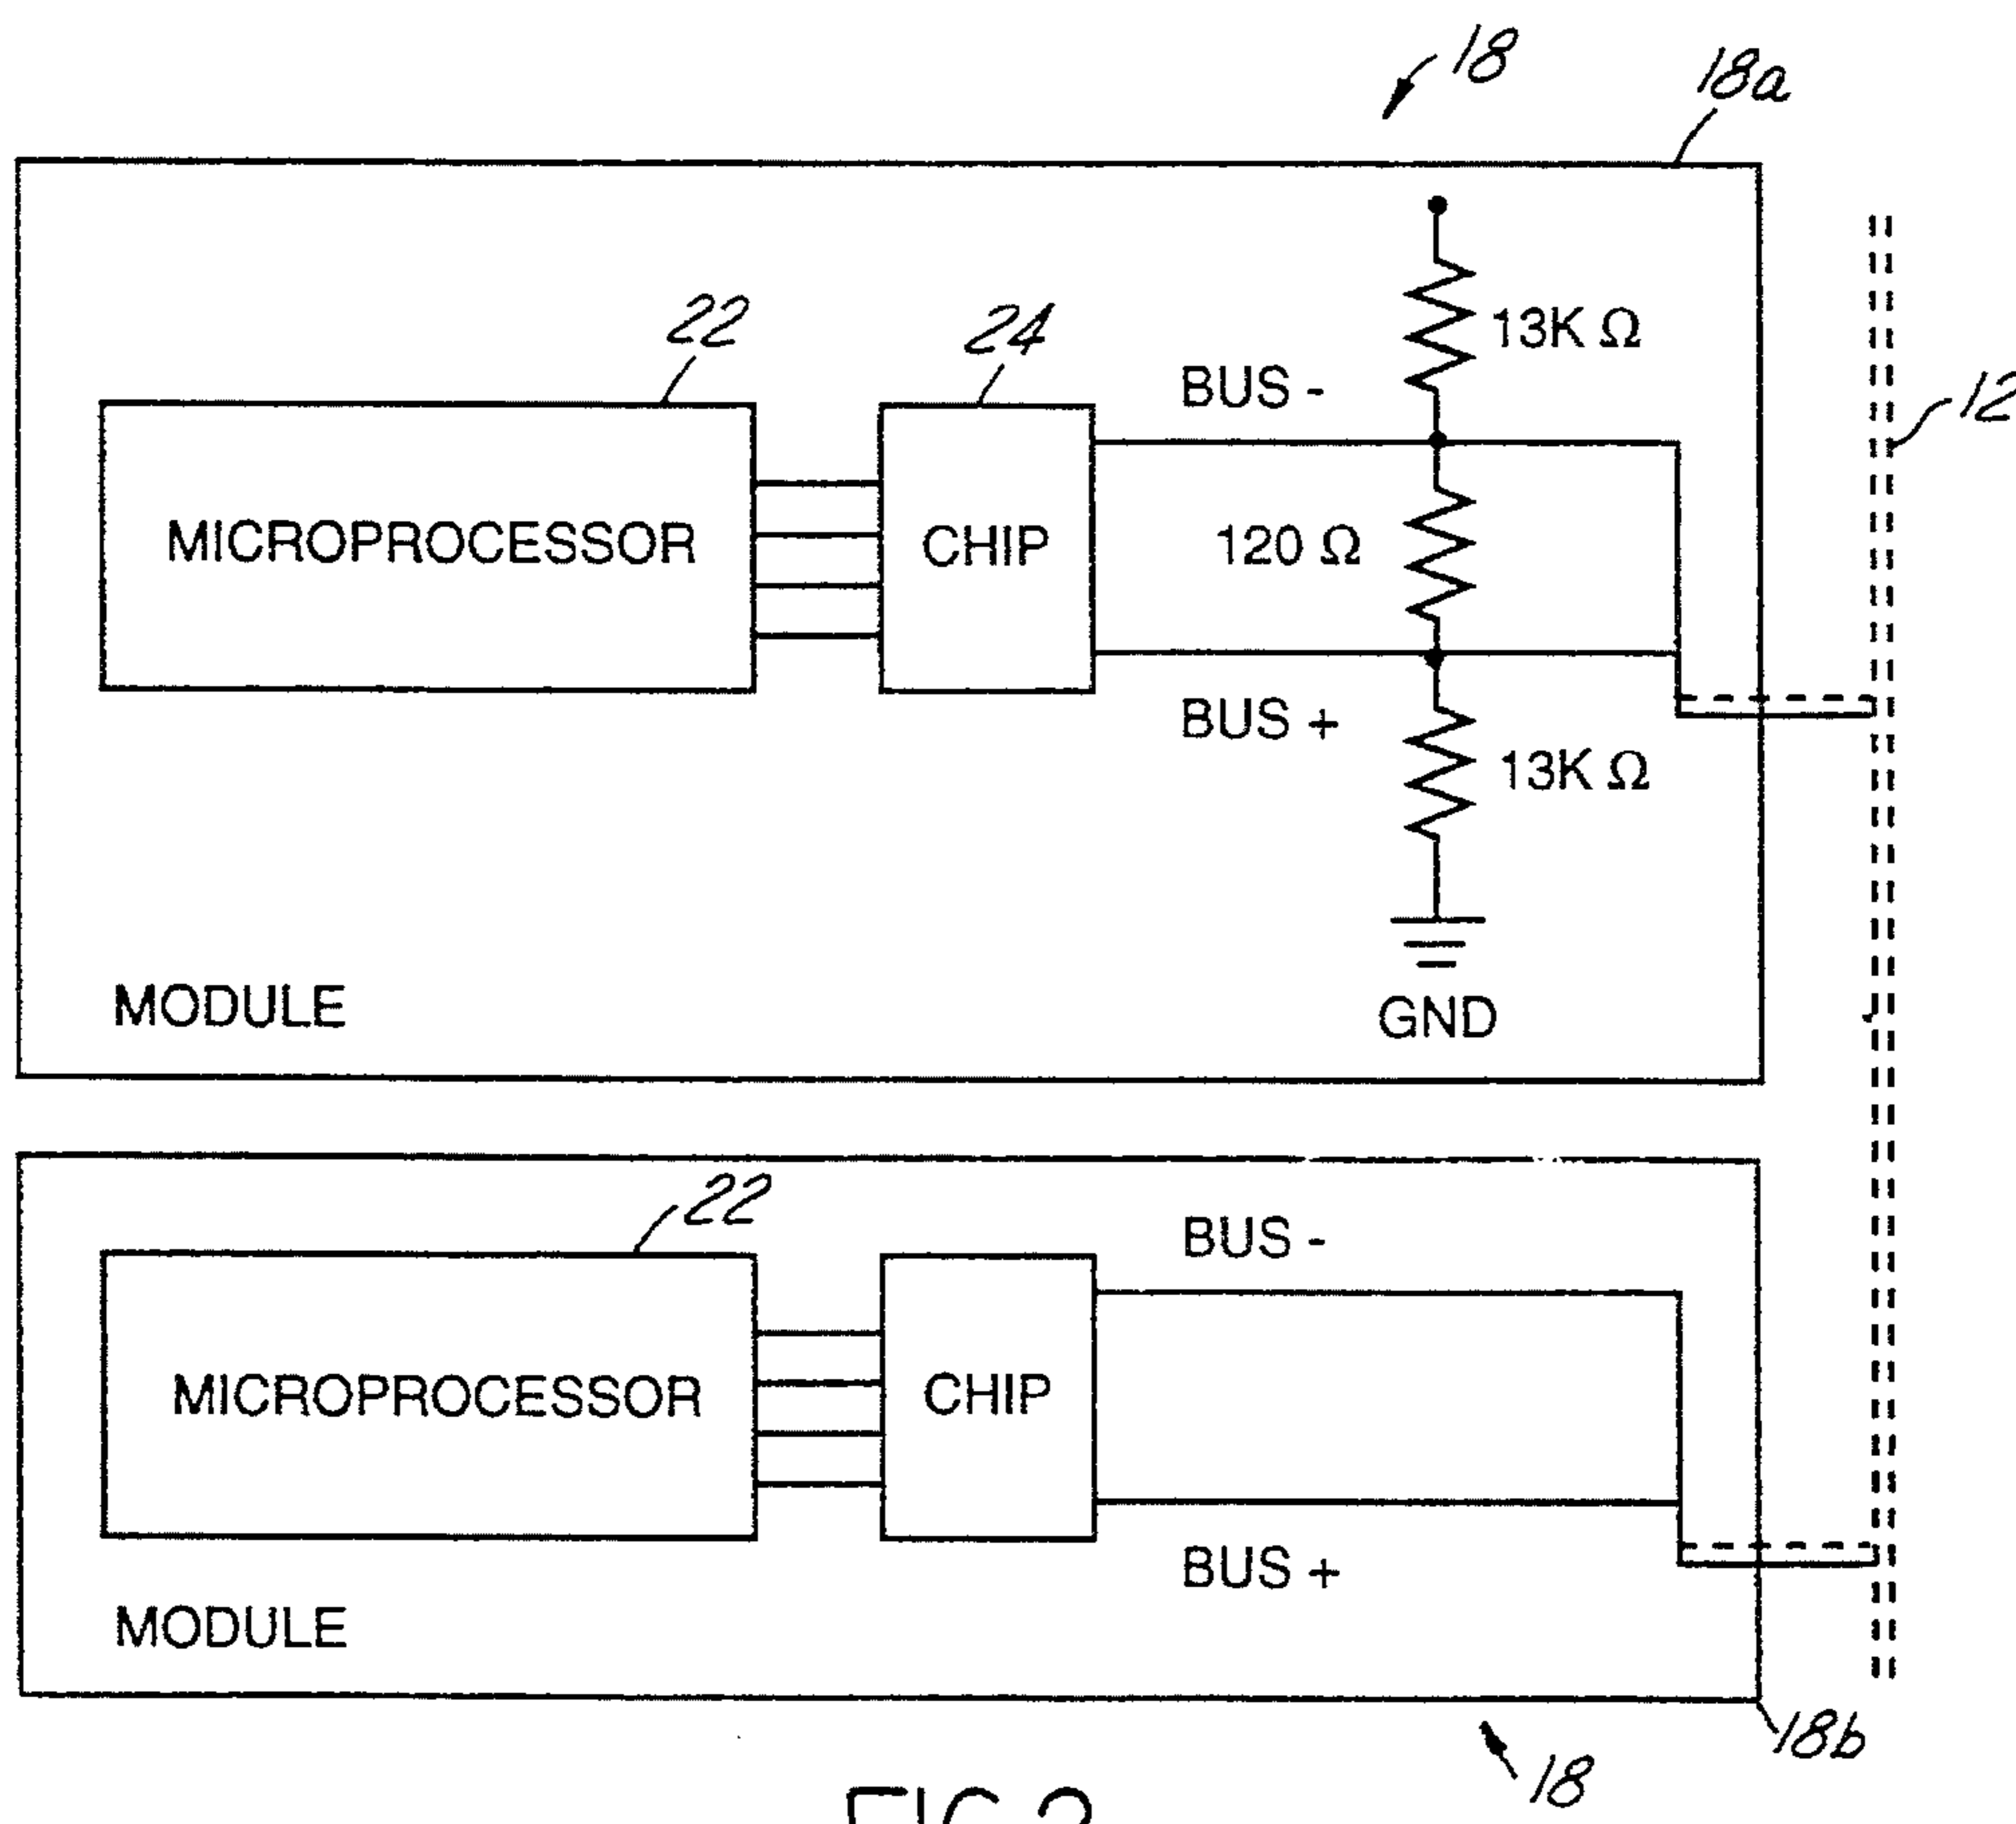 18
18a
13K Ω
22
24
BUS -
12
MICROPROCESSOR
CHIP
120 Ω
BUS +
13K Ω
MODULE
GND
22
BUS -
MICROPROCESSOR
CHIP
BUS +
MODULE
18b
18